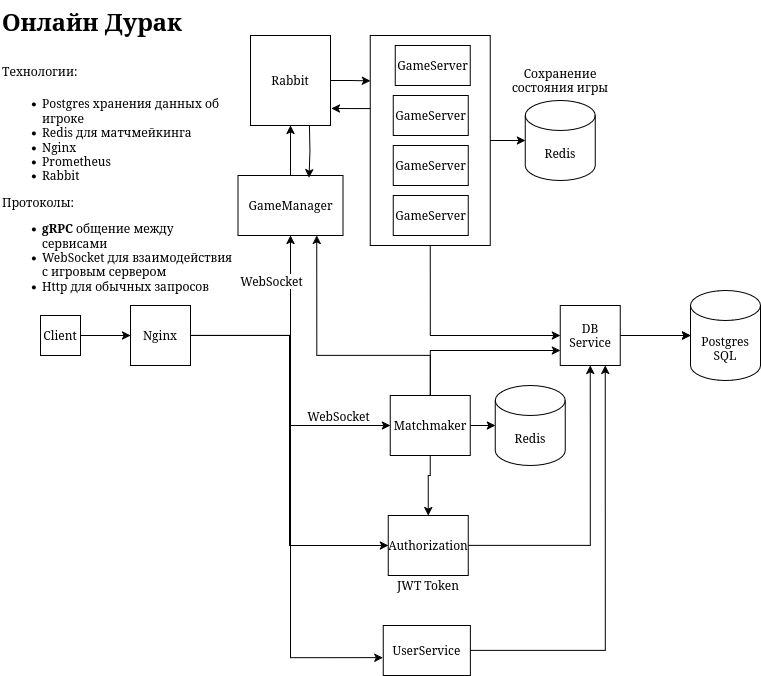 Онлайн Дурак
Технологии:
• Postgres хранения данных об
игроке
• Redis для матчмейкинга
• Nginx
• Prometheus
• Rabbit
Протоколы:
• gRPC общение между
сервисами
• WebSocket для взаимодействия
с игровым сервером
• Http для обычных запросов
Rabbit
GameServer
GameServer
GameServer
GameServer
Сохранение
состояния игры
Redis
GameManager
WebSocket
Client
Nginx
DB
Service
Postgres
SQL
WebSocket
Matchmaker
Redis
Authorization
JWT Token
UserService